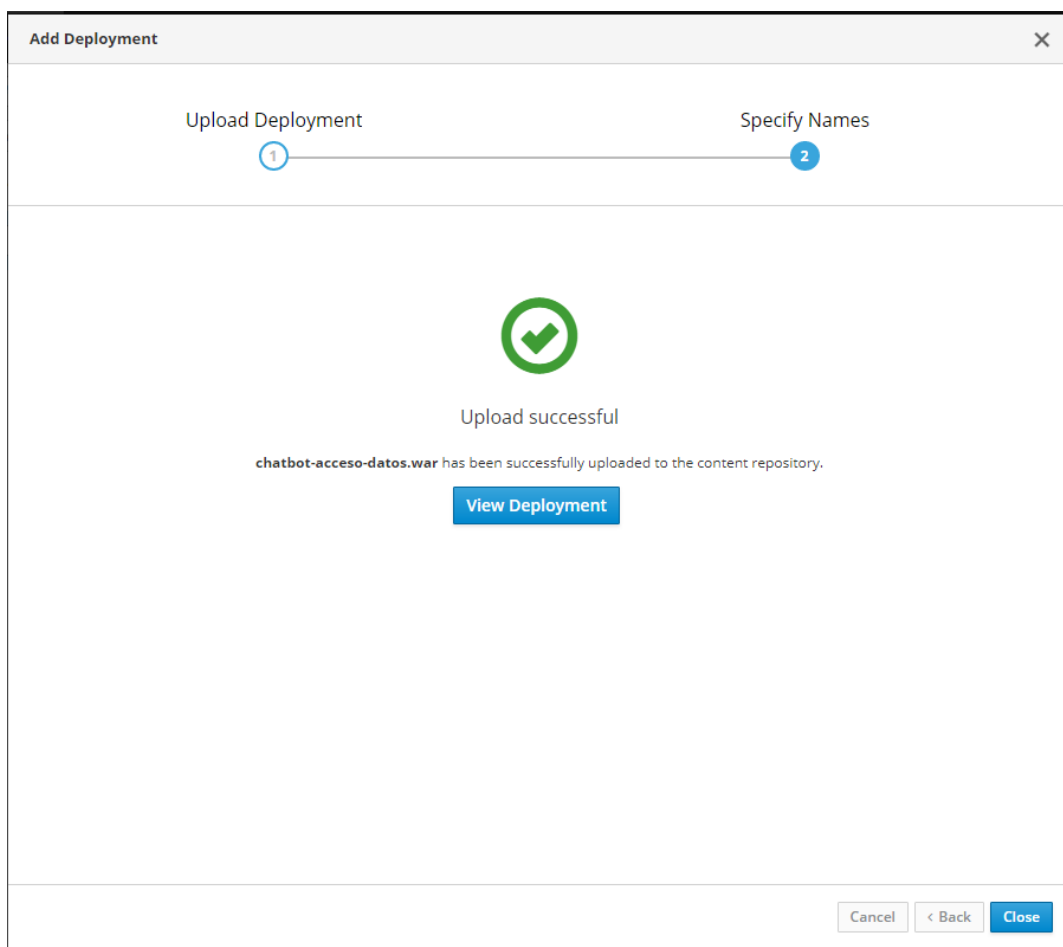 Add Deployment
Upload Deployment
Specify Names
1
2
Upload successful
chatbot-acceso-datos.war has been successfully uploaded to the content repository.
View Deployment
Cancel
< Back
Close